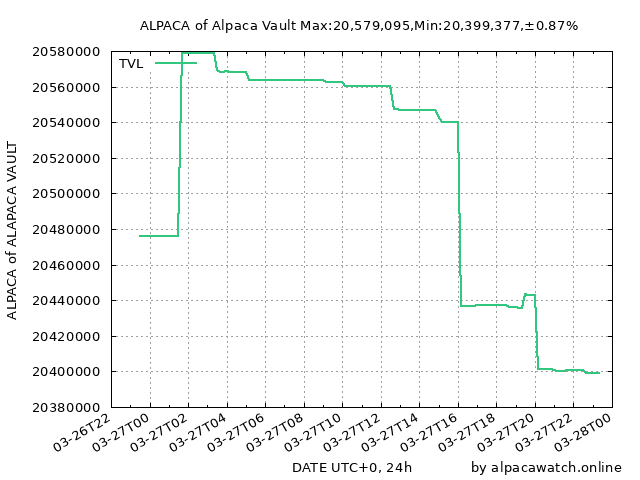 ALPACA of Alpaca Vault Max:20,579,095,Min:20,399,377,±0.87%
TVL
20580000
20560000
20540000
20520000
20500000
20480000
20460000
20440000
20420000
20400000
20380000
ALPACA of ALAPACA VAULT
03-26T22
03-27T00
03-27T02
03-27T04
03-27T06
03-27T08
03-27T10
03-27T12
03-27T14
03-27T16
03-27T18
03-27T20
03-27T22
03-28T00
DATE UTC+0, 24h
by alpacawatch.online